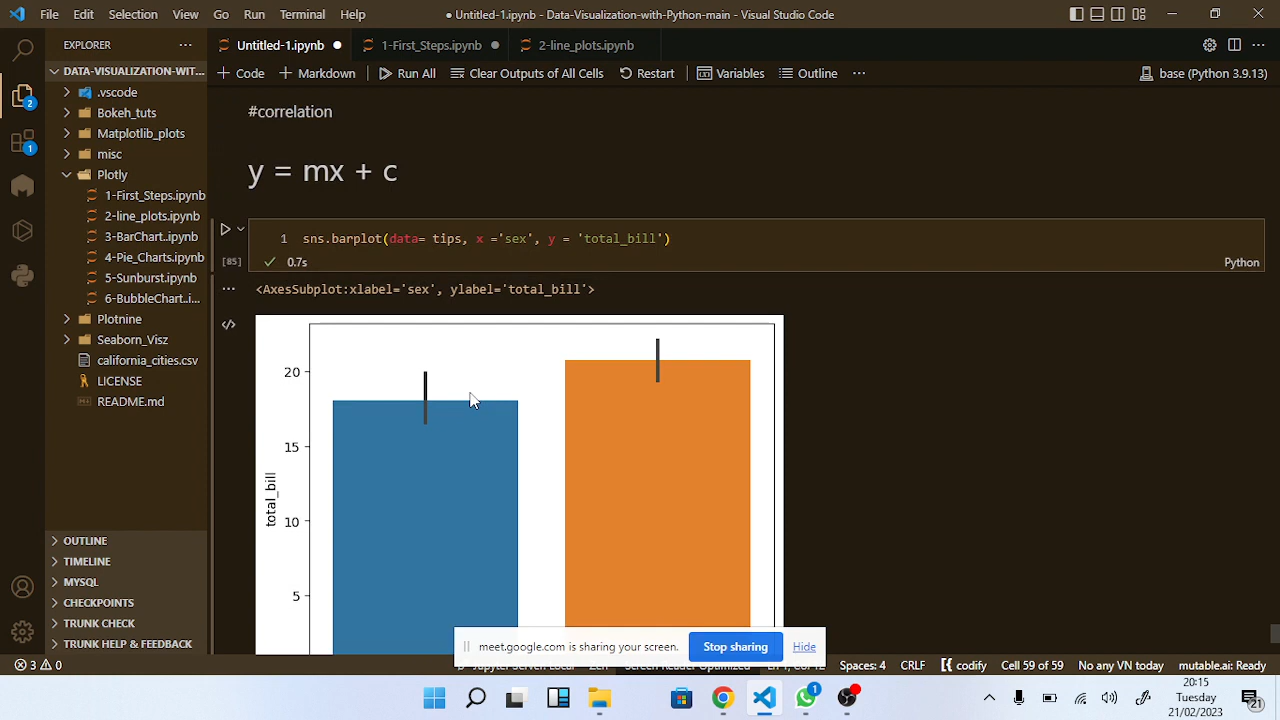 File Edit Selection View Go Run Terminal Help
● Untitled-1.ipynb - Data-Visualization-with-Python-main - Visual Studio Code
EXPLORER ···
Untitled-1.ipynb ● 1-First_Steps.ipynb ● 2-line_plots.ipynb ···
DATA-VISUALIZATION-WIT...
+ Code + Markdown Run All Clear Outputs of All Cells Restart Variables Outline ··· base (Python 3.9.13)
.vscode
Bokeh_tuts
Matplotlib_plots
misc
Plotly
1-First_Steps.ipynb
2-line_plots.ipynb
3-BarChart..ipynb
4-Pie_Charts.ipynb
5-Sunburst.ipynb
6-BubbleChart..i...
Plotnine
Seaborn_Visz
california_cities.csv
LICENSE
README.md
OUTLINE
TIMELINE
MYSQL
CHECKPOINTS
TRUNK CHECK
TRUNK HELP & FEEDBACK
2
1
#correlation
y = mx + c
1 sns.barplot(data= tips, x ='sex', y = 'total_bill')
[85] 0.7s Python
··· <AxesSubplot:xlabel='sex', ylabel='total_bill'>
20
15
10
5
total_bill
meet.google.com is sharing your screen. Stop sharing Hide
3 0 Spaces: 4 CRLF codify Cell 59 of 59 No any VN 1 day mutable.ai: Ready
1
20:15
Tuesday
21/02/2023
21